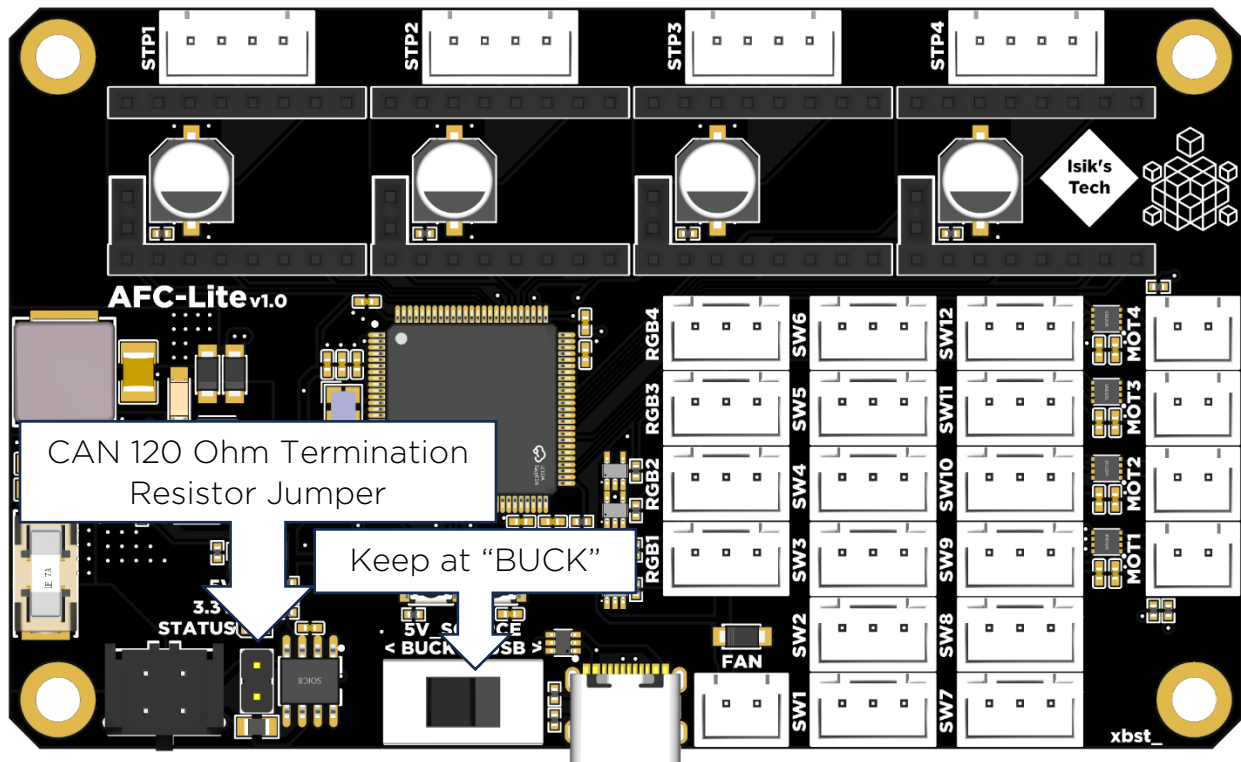 STP1
STP2
STP3
STP4
Isik's
Tech
AFC-Lite v1.0
RGB4
SW6
SW12
MOT4
RGB3
SW5
SW11
MOT3
RGB2
SW4
SW10
MOT2
RGB1
SW3
SW9
MOT1
SW2
SW8
SW1
SW7
CAN 120 Ohm Termination
Resistor Jumper
Keep at “BUCK”
3.3
STATUS
5V
< BUCK
USB >
SOIC8
FAN
xbst_